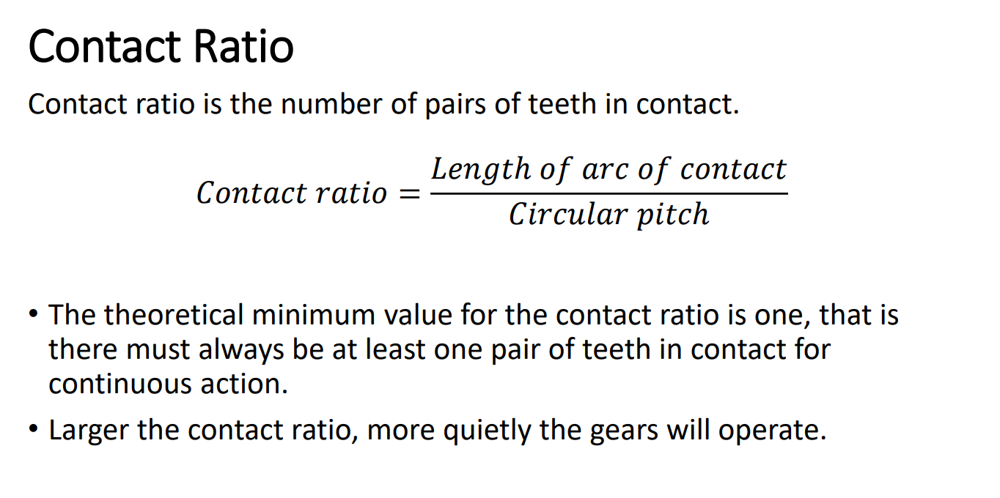 Contact Ratio
Contact ratio is the number of pairs of teeth in contact.
Contact ratio = Length of arc of contact / Circular pitch
• The theoretical minimum value for the contact ratio is one, that is
there must always be at least one pair of teeth in contact for
continuous action.
• Larger the contact ratio, more quietly the gears will operate.